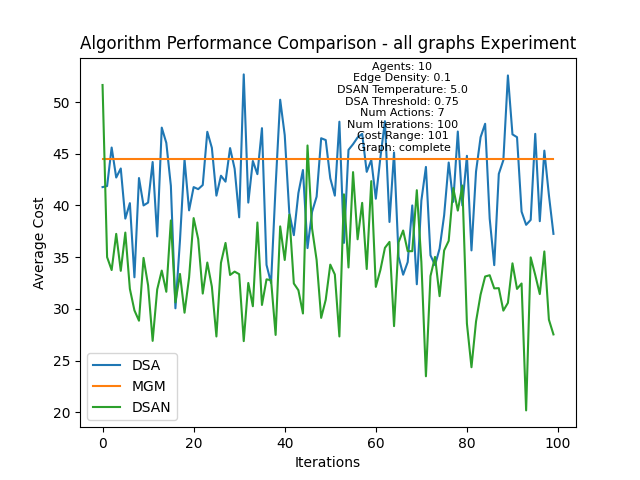 Algorithm Performance Comparison - all graphs Experiment
Agents: 10
Edge Density: 0.1
DSAN Temperature: 5.0
DSA Threshold: 0.75
Num Actions: 7
Num Iterations: 100
Cost Range: 101
Graph: complete
Average Cost
50
45
40
35
30
25
20
DSA
MGM
DSAN
0
20
40
60
80
100
Iterations